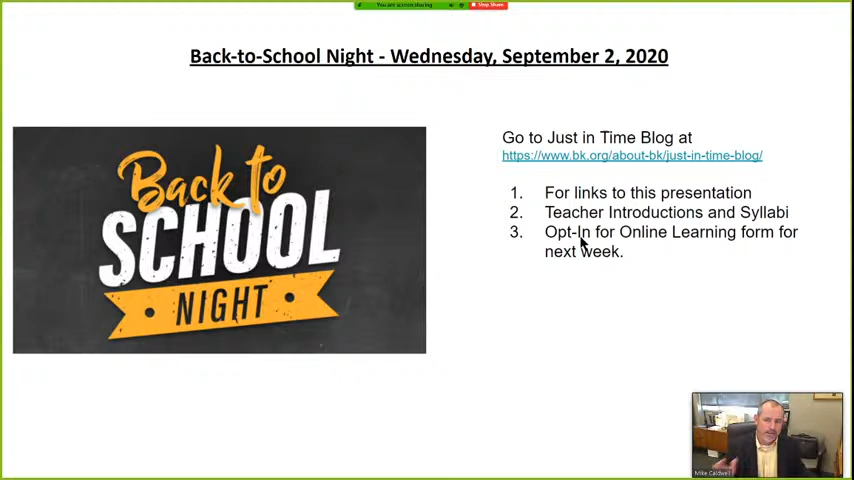 You are screen sharing
Stop Share
Back-to-School Night - Wednesday, September 2, 2020
Back to
SCHOOL
NIGHT
Go to Just in Time Blog at
https://www.bk.org/about-bk/just-in-time-blog/
1. For links to this presentation
2. Teacher Introductions and Syllabi
3. Opt-In for Online Learning form for
next week.
Mike Caldwell